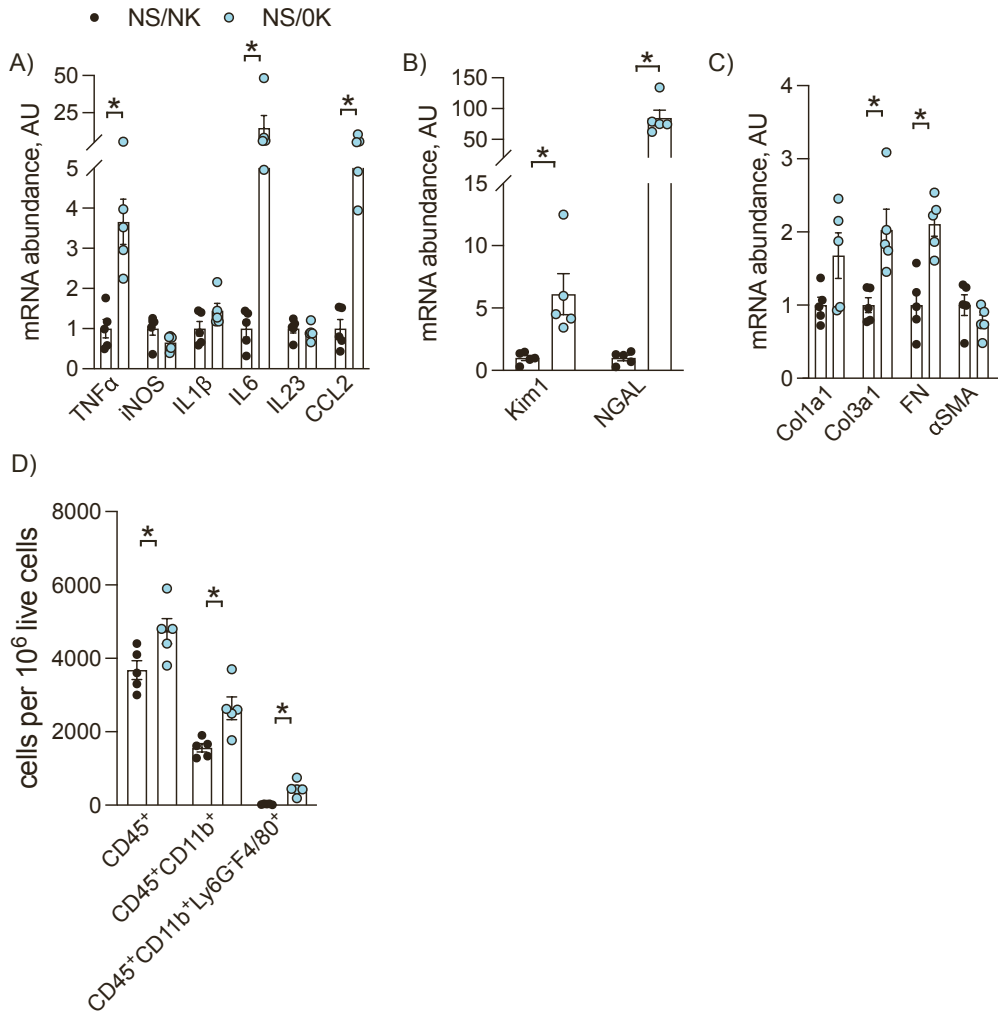 NS/NK NS/0K
A)
mRNA abundance, AU
50
25
5
4
3
2
1
0
* * *
TNFα iNOS IL1β IL6 IL23 CCL2
B)
mRNA abundance, AU
150
100
50
15
10
5
0
* *
Kim1 NGAL
C)
mRNA abundance, AU
4
3
2
1
0
* *
Col1a1 Col3a1 FN αSMA
D)
cells per 10⁶ live cells
8000
6000
4000
2000
0
* * *
CD45⁺
CD45⁺CD11b⁺
CD45⁺CD11b⁺Ly6G⁻F4/80⁺